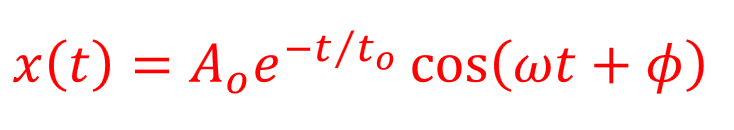 x(t) = A_o e^{-t/t_o} cos(ωt + ϕ)